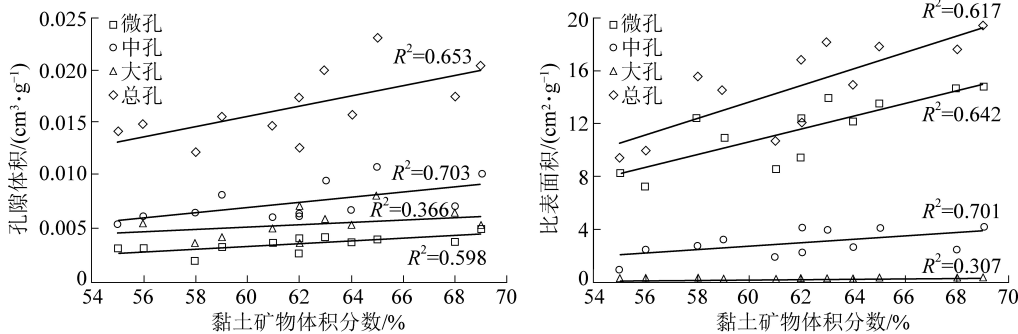 0.025
0.020
0.015
0.010
0.005
0
孔隙体积/(cm³·g⁻¹)
微孔
中孔
大孔
总孔
R²=0.653
R²=0.703
R²=0.366
R²=0.598
54 56 58 60 62 64 66 68 70
黏土矿物体积分数/%
20
16
12
8
4
0
比表面积/(cm²·g⁻¹)
微孔
中孔
大孔
总孔
R²=0.617
R²=0.642
R²=0.701
R²=0.307
54 56 58 60 62 64 66 68 70
黏土矿物体积分数/%